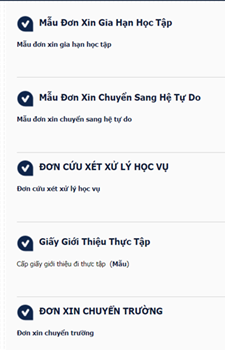 Mẫu Đơn Xin Gia Hạn Học Tập
Mẫu đơn xin gia hạn học tập
Mẫu Đơn Xin Chuyển Sang Hệ Tự Do
Mẫu đơn xin chuyển sang hệ tự do
ĐƠN CỨU XÉT XỬ LÝ HỌC VỤ
Đơn cứu xét xử lý học vụ
Giấy Giới Thiệu Thực Tập
Cấp giấy giới thiệu đi thực tập (Mẫu)
ĐƠN XIN CHUYỂN TRƯỜNG
Đơn xin chuyển trường